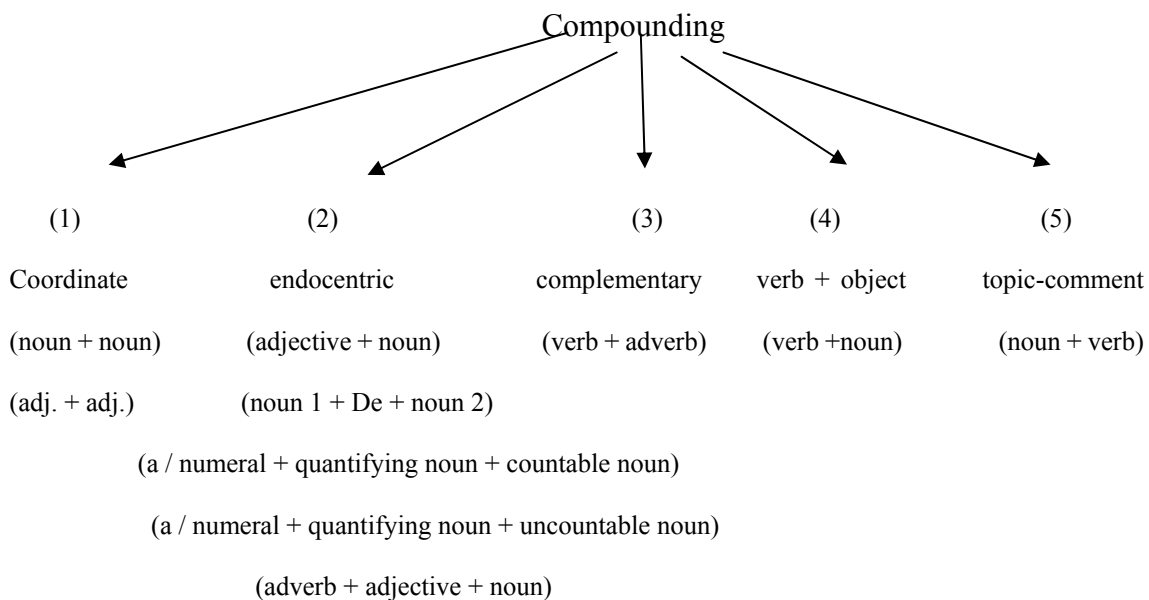 Compounding
(1) (2) (3) (4) (5)
Coordinate endocentric complementary verb + object topic-comment
(noun + noun) (adjective + noun) (verb + adverb) (verb +noun) (noun + verb)
(adj. + adj.) (noun 1 + De + noun 2)
(a / numeral + quantifying noun + countable noun)
(a / numeral + quantifying noun + uncountable noun)
(adverb + adjective + noun)